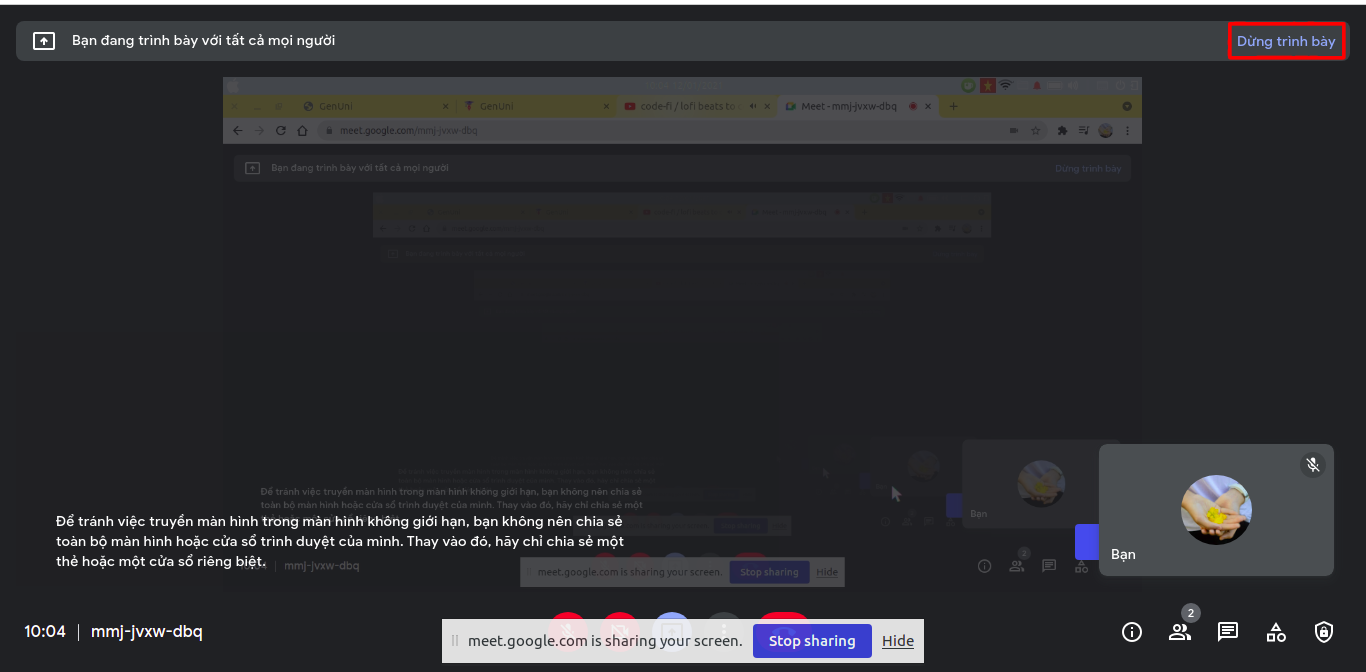 Bạn đang trình bày với tất cả mọi người
Dừng trình bày
GenUni
GenUni
code-fi / lofi beats to
Meet - mmj-jvxw-dbq
meet.google.com/mmj-jvxw-dbq
Bạn đang trình bày với tất cả mọi người
Dừng trình bày
Để tránh việc truyền màn hình trong màn hình không giới hạn, bạn không nên chia sẻ
toàn bộ màn hình hoặc cửa sổ trình duyệt của mình. Thay vào đó, hãy chỉ chia sẻ một
Bạn
Để tránh việc truyền màn hình trong màn hình không giới hạn, bạn không nên chia sẻ
toàn bộ màn hình hoặc cửa sổ trình duyệt của mình. Thay vào đó, hãy chỉ chia sẻ một
thẻ hoặc một cửa sổ riêng biệt.
Bạn
mmj-jvxw-dbq
meet.google.com is sharing your screen.
Stop sharing
Hide
2
10:04
mmj-jvxw-dbq
meet.google.com is sharing your screen.
Stop sharing
Hide
2